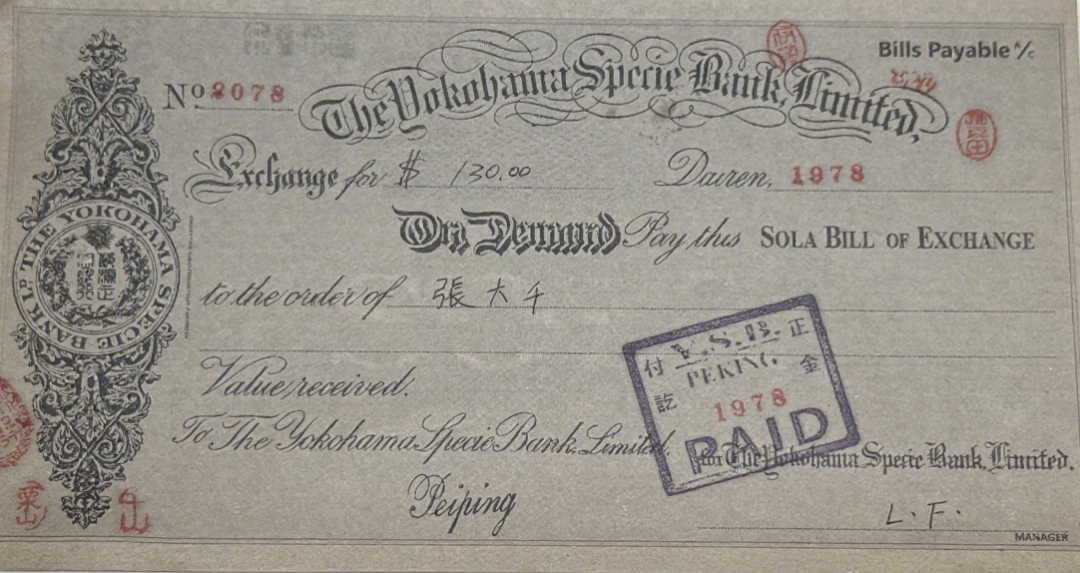 Bills Payable A/c
No 2078
The Yokohama Specie Bank, Limited,
Exchange for $ 130.00 Dairen, 1978
On Demand Pay this SOLA BILL OF EXCHANGE
to the order of 張大千
Value received.
To The Yokohama Specie Bank, Limited.
Peiping
THE YOKOHAMA SPECIE BANK LD
Y.S.B. 正金
PEKING
付訖
1978
PAID
for The Yokohama Specie Bank, Limited.
L. F.
MANAGER